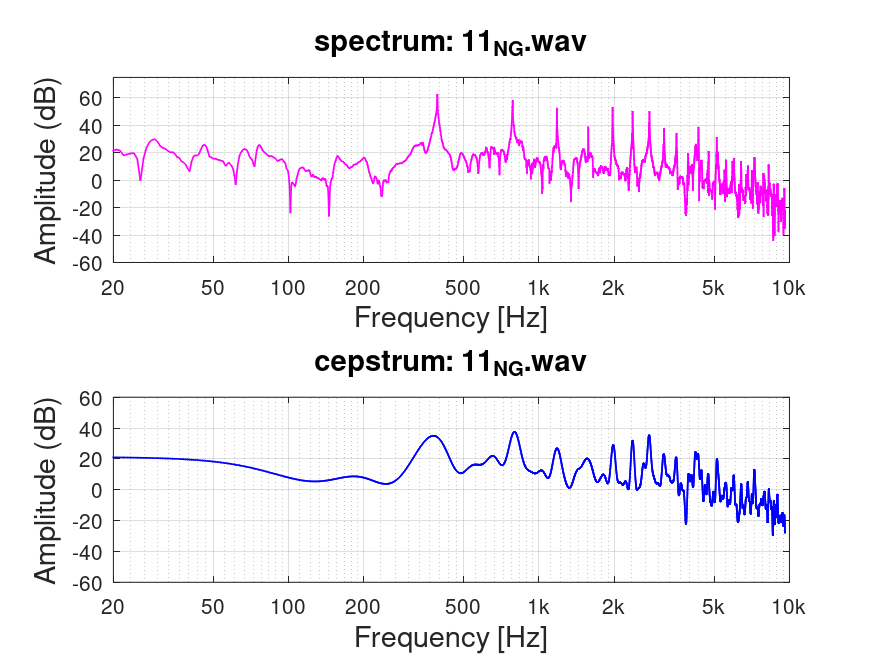 spectrum: 11NG.wav
60
40
20
0
-20
-40
-60
Amplitude (dB)
20 50 100 200 500 1k 2k 5k 10k
Frequency [Hz]
cepstrum: 11NG.wav
60
40
20
0
-20
-40
-60
Amplitude (dB)
20 50 100 200 500 1k 2k 5k 10k
Frequency [Hz]